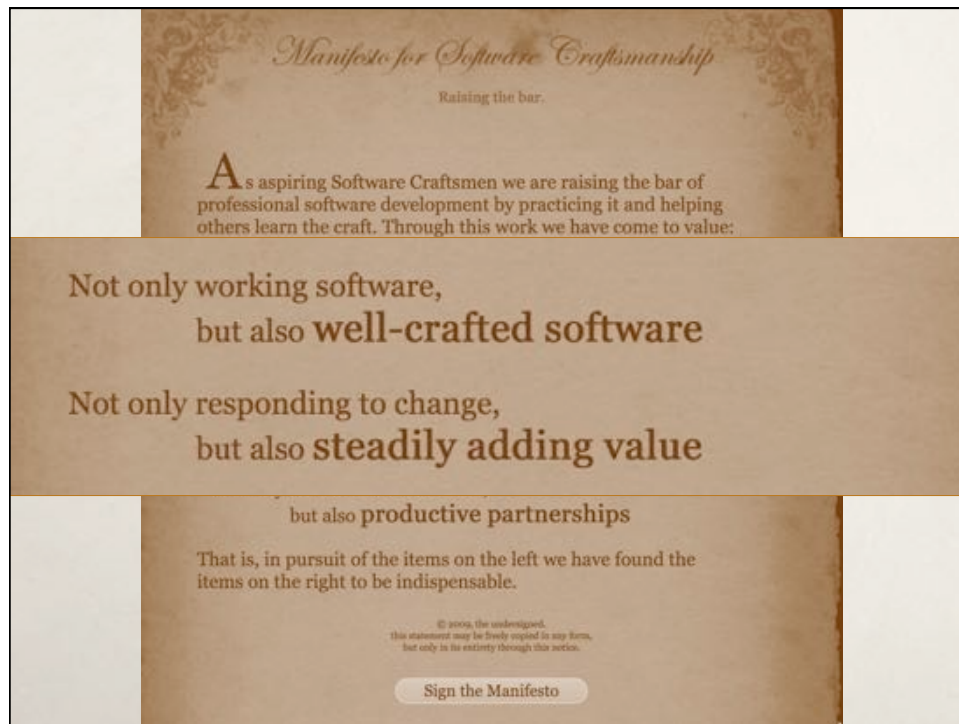 Manifesto for Software Craftsmanship
Raising the bar.
As aspiring Software Craftsmen we are raising the bar of
professional software development by practicing it and helping
others learn the craft. Through this work we have come to value:
Not only working software,
but also well-crafted software
Not only responding to change,
but also steadily adding value
but also productive partnerships
That is, in pursuit of the items on the left we have found the
items on the right to be indispensable.
© 2009, the undersigned.
this statement may be freely copied in any form,
but only in its entirety through this notice.
Sign the Manifesto